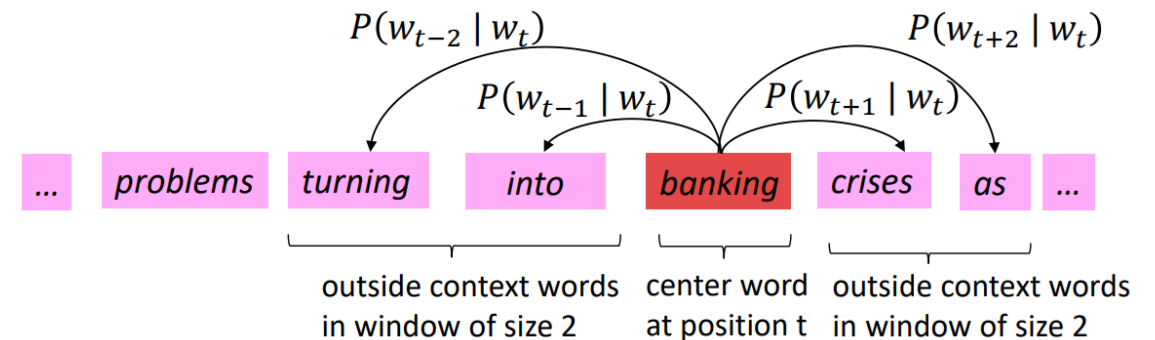 P(w_{t−2} | w_t)
P(w_{t+2} | w_t)
P(w_{t−1} | w_t)
P(w_{t+1} | w_t)
... problems turning into banking crises as ...
outside context words
in window of size 2
center word
at position t
outside context words
in window of size 2